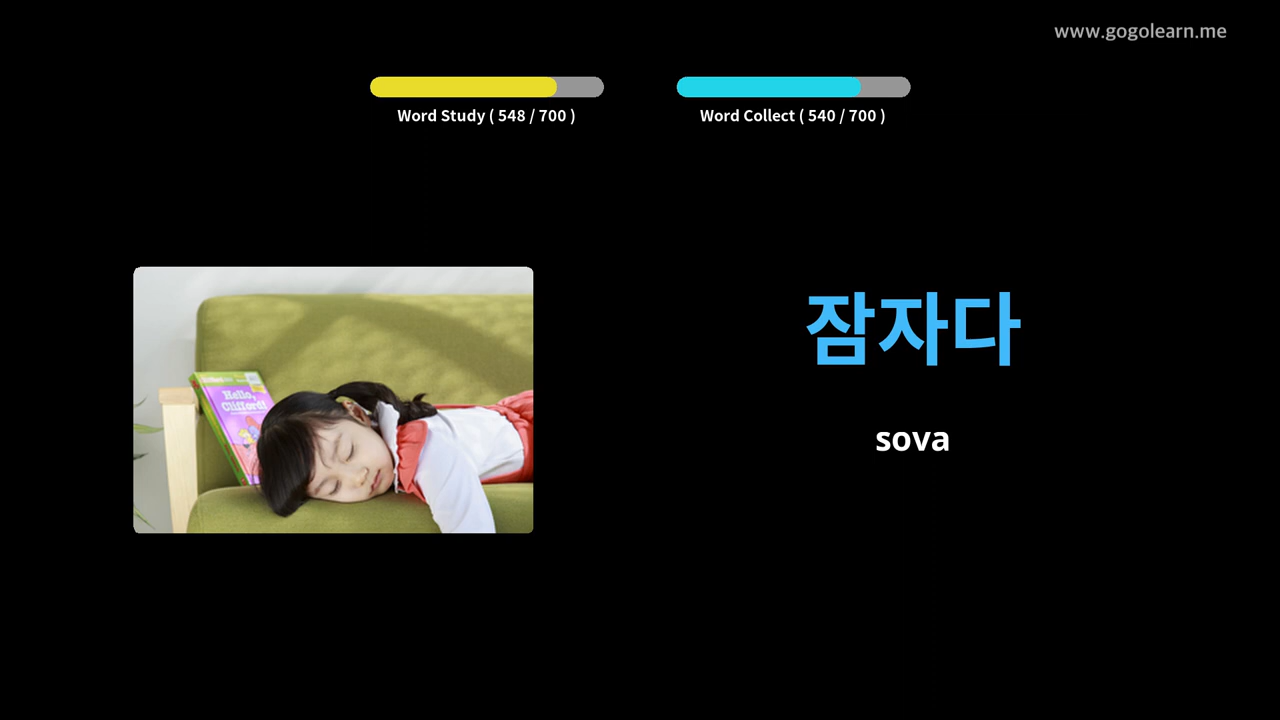 www.gogolearn.me
Word Study ( 548 / 700 )
Word Collect ( 540 / 700 )
Hello,
Clifford!
잠자다
sova